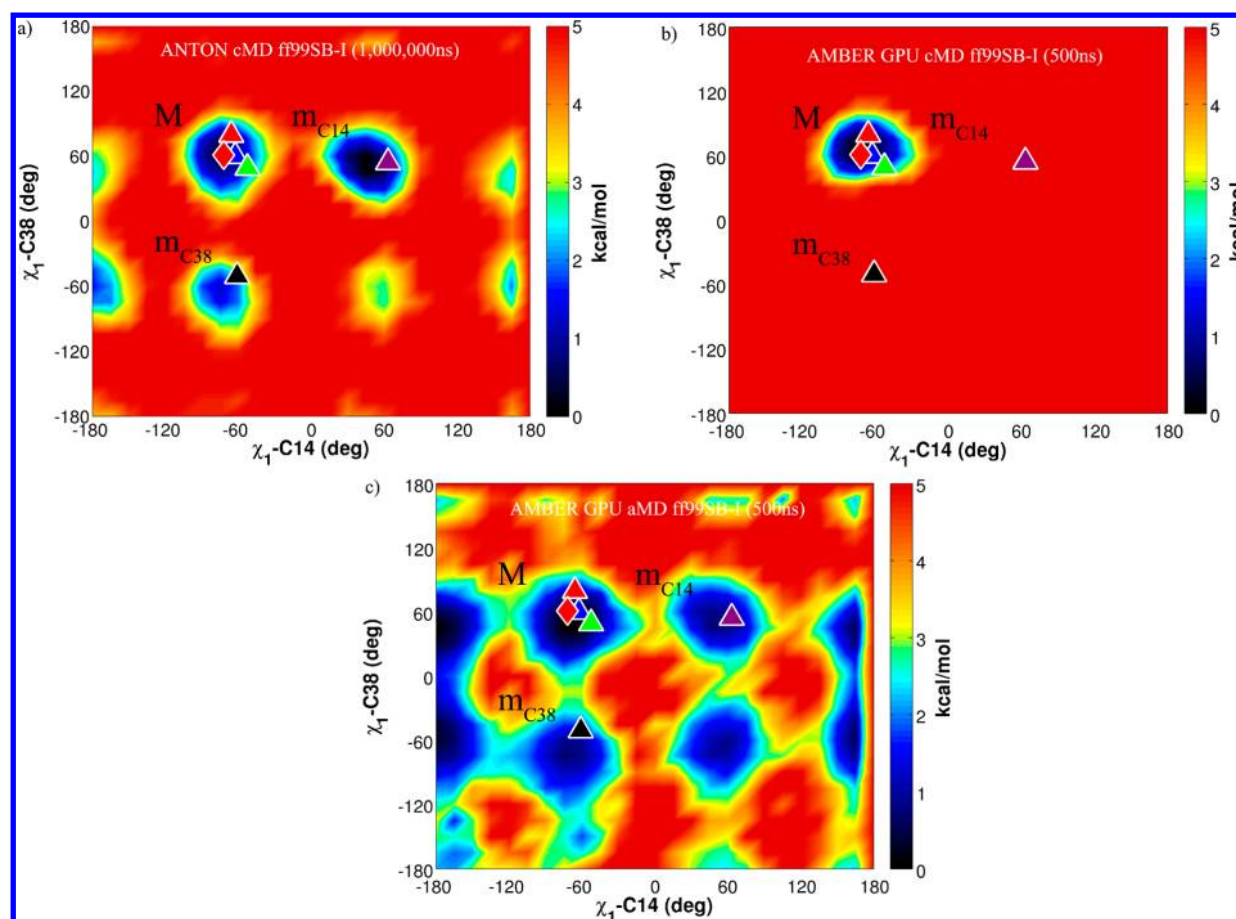 a)
ANTON cMD ff99SB-I (1,000,000ns)
M
m_C14
m_C38
180
120
60
0
-60
-120
-180
χ1-C38 (deg)
-180
-60
0
60
120
180
χ1-C14 (deg)
5
4
3
2
1
0
kcal/mol
b)
AMBER GPU cMD ff99SB-I (500ns)
M
m_C14
m_C38
180
120
60
0
-60
-120
-180
χ1-C38 (deg)
-180
-60
0
60
120
180
χ1-C14 (deg)
5
4
3
2
1
0
kcal/mol
c)
AMBER GPU aMD ff99SB-I (500ns)
M
m_C14
m_C38
180
120
60
0
-60
-120
-180
χ1-C38 (deg)
-180
-60
0
60
120
180
χ1-C14 (deg)
5
4
3
2
1
0
kcal/mol